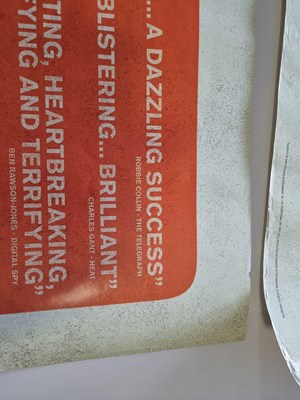 ... A DAZZLING SUCCESS"
ROBBIE COLLIN - THE TELEGRAPH
BLISTERING... BRILLIANT"
CHARLES GANT - HEAT
TING, HEARTBREAKING,
FYING AND TERRIFYING"
BEN RAWSON-JONES - DIGITAL SPY